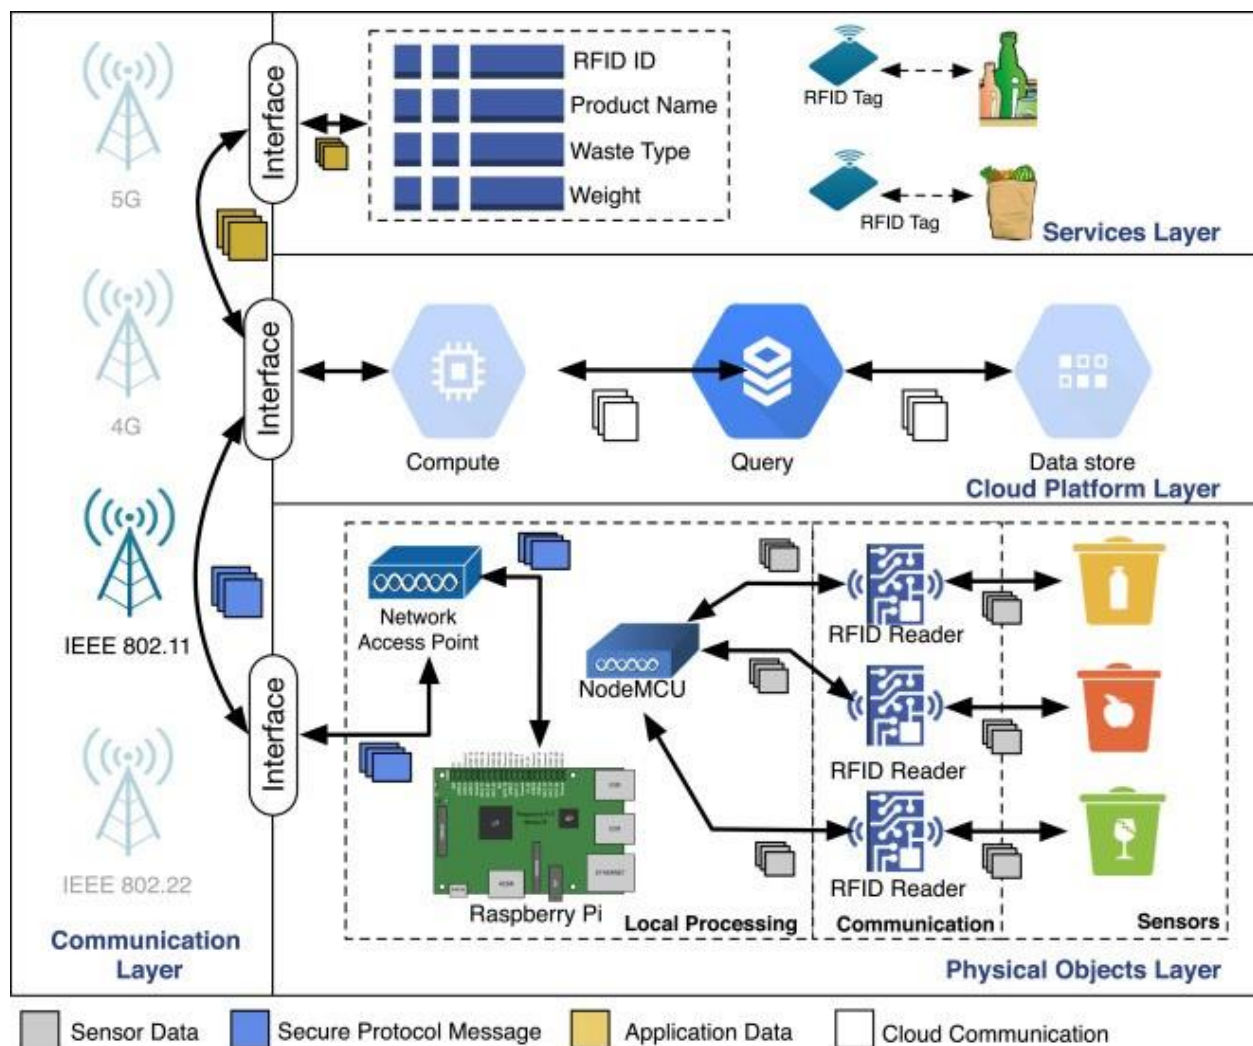 5G
4G
IEEE 802.11
IEEE 802.22
Communication
Layer
Interface
RFID ID
Product Name
Waste Type
Weight
RFID Tag
RFID Tag
Services Layer
Interface
Compute
Query
Data store
Cloud Platform Layer
Interface
Network
Access Point
NodeMCU
RFID Reader
RFID Reader
RFID Reader
ETHERNET
Raspberry Pi
Local Processing
Communication
Sensors
Physical Objects Layer
Sensor Data
Secure Protocol Message
Application Data
Cloud Communication